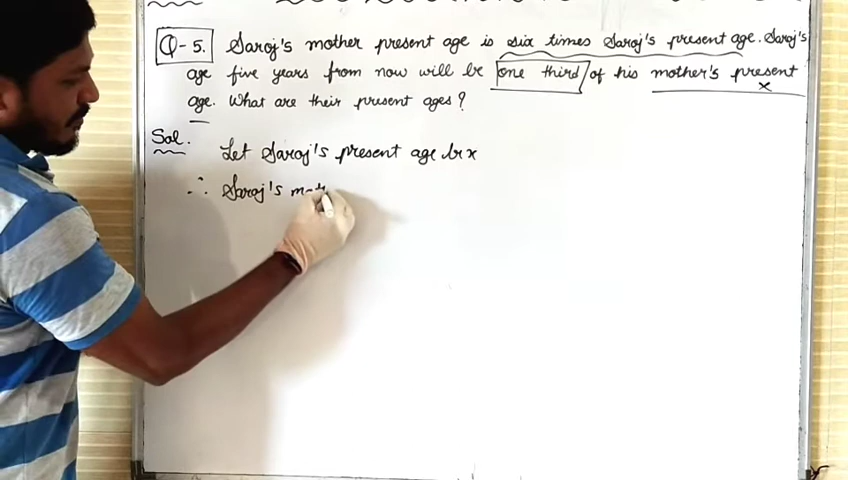 Q-5. Saroj's mother present age is six times Saroj's present age. Saroj's
age five years from now will be one third of his mother's present
x
age. What are their present ages?
Sol.
Let Saroj's present age be x
∴ Saroj's mot